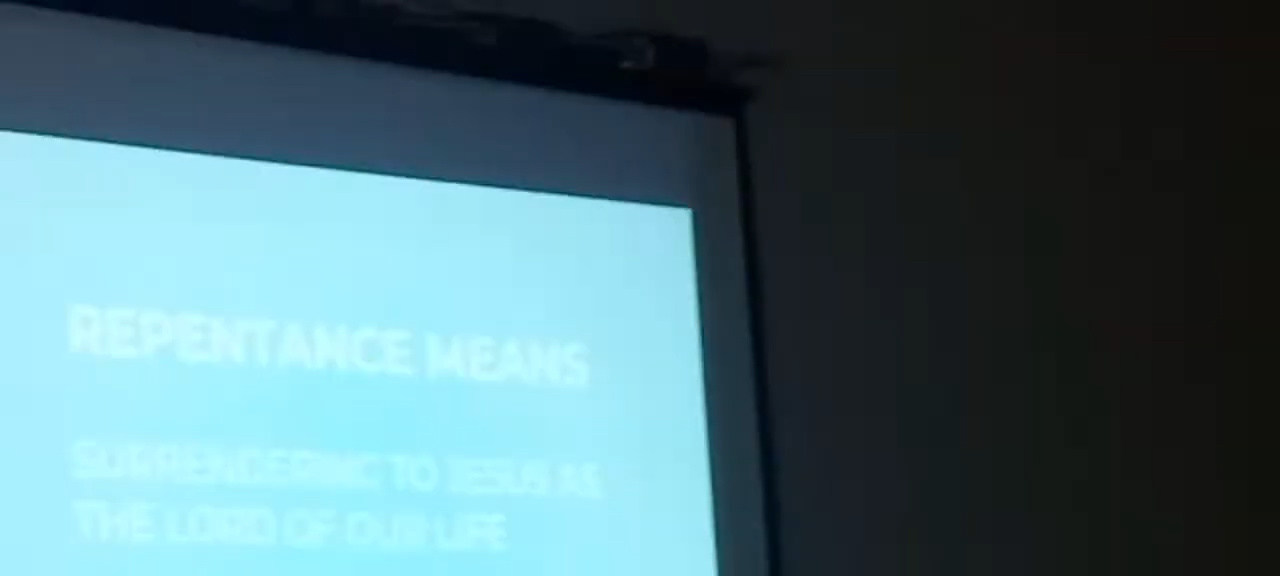 REPENTANCE MEANS
SURRENDERING TO JESUS AS
THE LORD OF OUR LIFE